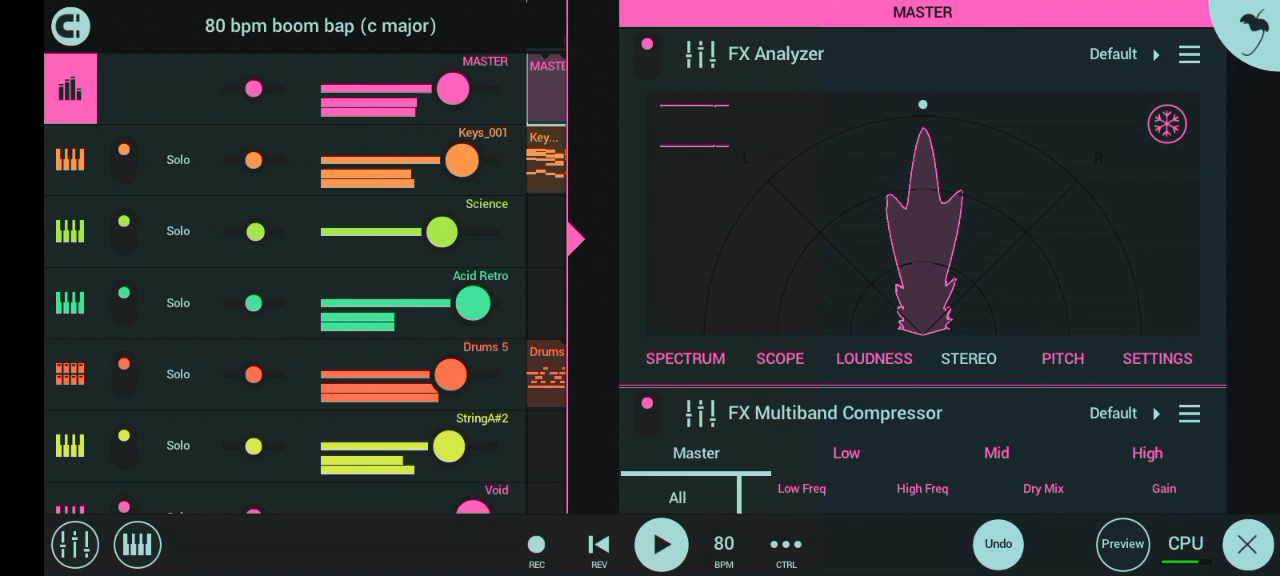 80 bpm boom bap (c major)
MASTER
MASTER
MASTE
FX Analyzer
Default
Keys_001
Solo
Key...
L
R
Science
Solo
Acid Retro
Solo
Drums 5
Solo
Drums
SPECTRUM
SCOPE
LOUDNESS
STEREO
PITCH
SETTINGS
StringA#2
Solo
FX Multiband Compressor
Default
Master
Low
Mid
High
Void
All
Low Freq
High Freq
Dry Mix
Gain
REC
REV
80
BPM
CTRL
Undo
Preview
CPU